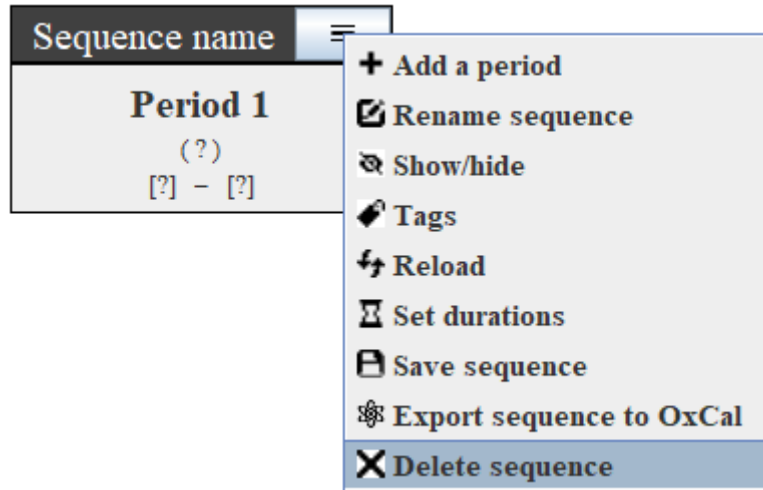 Sequence name
Period 1
(?)
[?] – [?]
Add a period
Rename sequence
Show/hide
Tags
Reload
Set durations
Save sequence
Export sequence to OxCal
Delete sequence